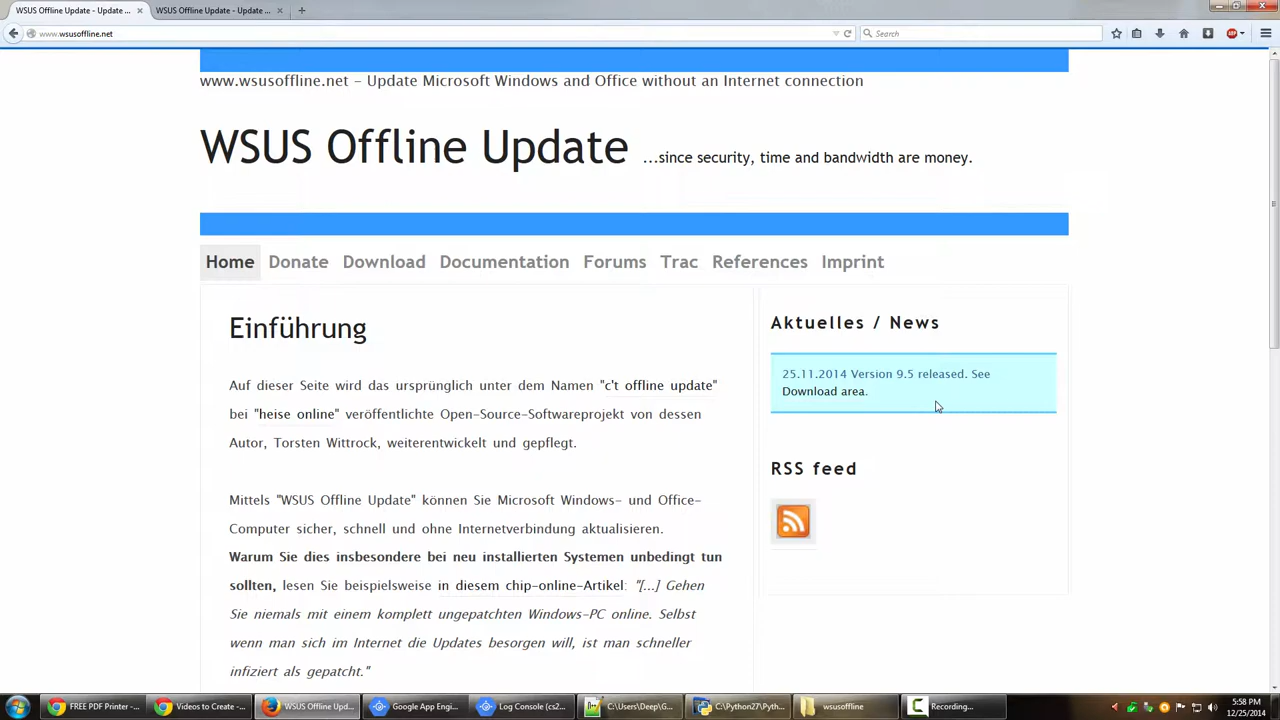 WSUS Offline Update - Update ...
WSUS Offline Update - Update ...
www.wsusoffline.net
Search
www.wsusoffline.net – Update Microsoft Windows and Office without an Internet connection
WSUS Offline Update ...since security, time and bandwidth are money.
Home Donate Download Documentation Forums Trac References Imprint
Einführung
Auf dieser Seite wird das ursprünglich unter dem Namen "c't offline update"
bei "heise online" veröffentlichte Open-Source-Softwareprojekt von dessen
Autor, Torsten Wittrock, weiterentwickelt und gepflegt.
Mittels "WSUS Offline Update" können Sie Microsoft Windows- und Office-
Computer sicher, schnell und ohne Internetverbindung aktualisieren.
Warum Sie dies insbesondere bei neu installierten Systemen unbedingt tun
sollten, lesen Sie beispielsweise in diesem chip-online-Artikel: "[...] Gehen
Sie niemals mit einem komplett ungepatchten Windows-PC online. Selbst
wenn man sich im Internet die Updates besorgen will, ist man schneller
infiziert als gepatcht."
Aktuelles / News
25.11.2014 Version 9.5 released. See
Download area.
RSS feed
FREE PDF Printer -...
Videos to Create -...
WSUS Offline Upd...
Google App Engi...
Log Console (cs2...
C:\Users\Deep\G...
C:\Python27\Pyth...
wsusoffline
Recording...
5:58 PM
12/25/2014